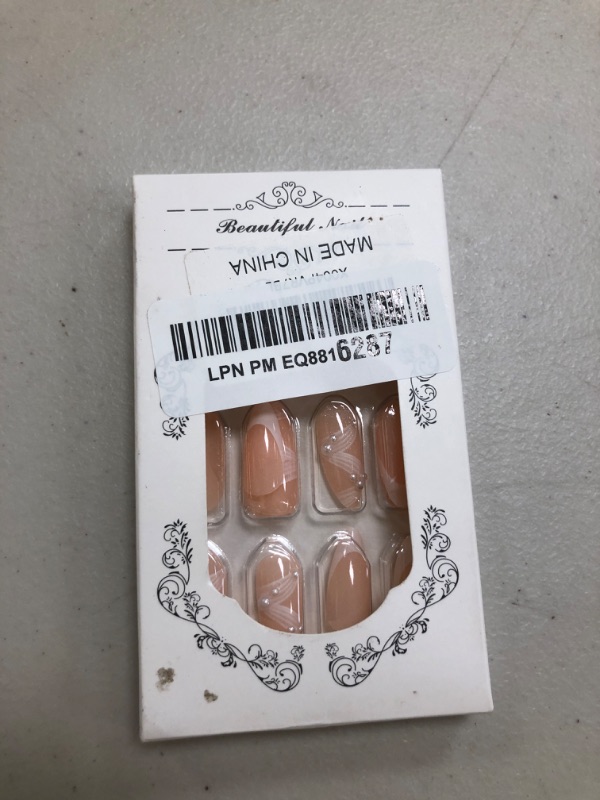 Beautiful
MADE IN CHINA
LPN PM EQ8816287